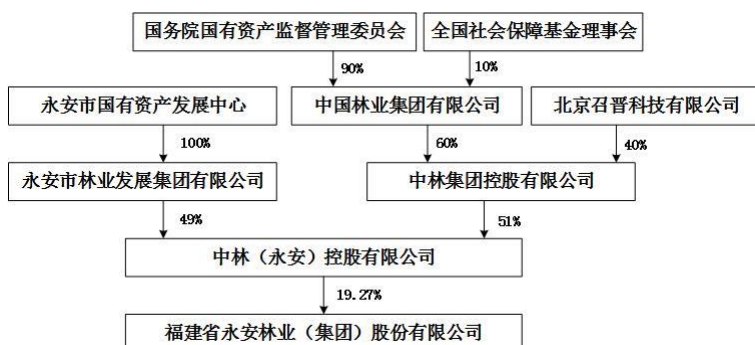 国务院国有资产监督管理委员会
全国社会保障基金理事会
90%
10%
永安市国有资产发展中心
中国林业集团有限公司
北京召晋科技有限公司
100%
60%
40%
永安市林业发展集团有限公司
中林集团控股有限公司
49%
51%
中林（永安）控股有限公司
19.27%
福建省永安林业（集团）股份有限公司